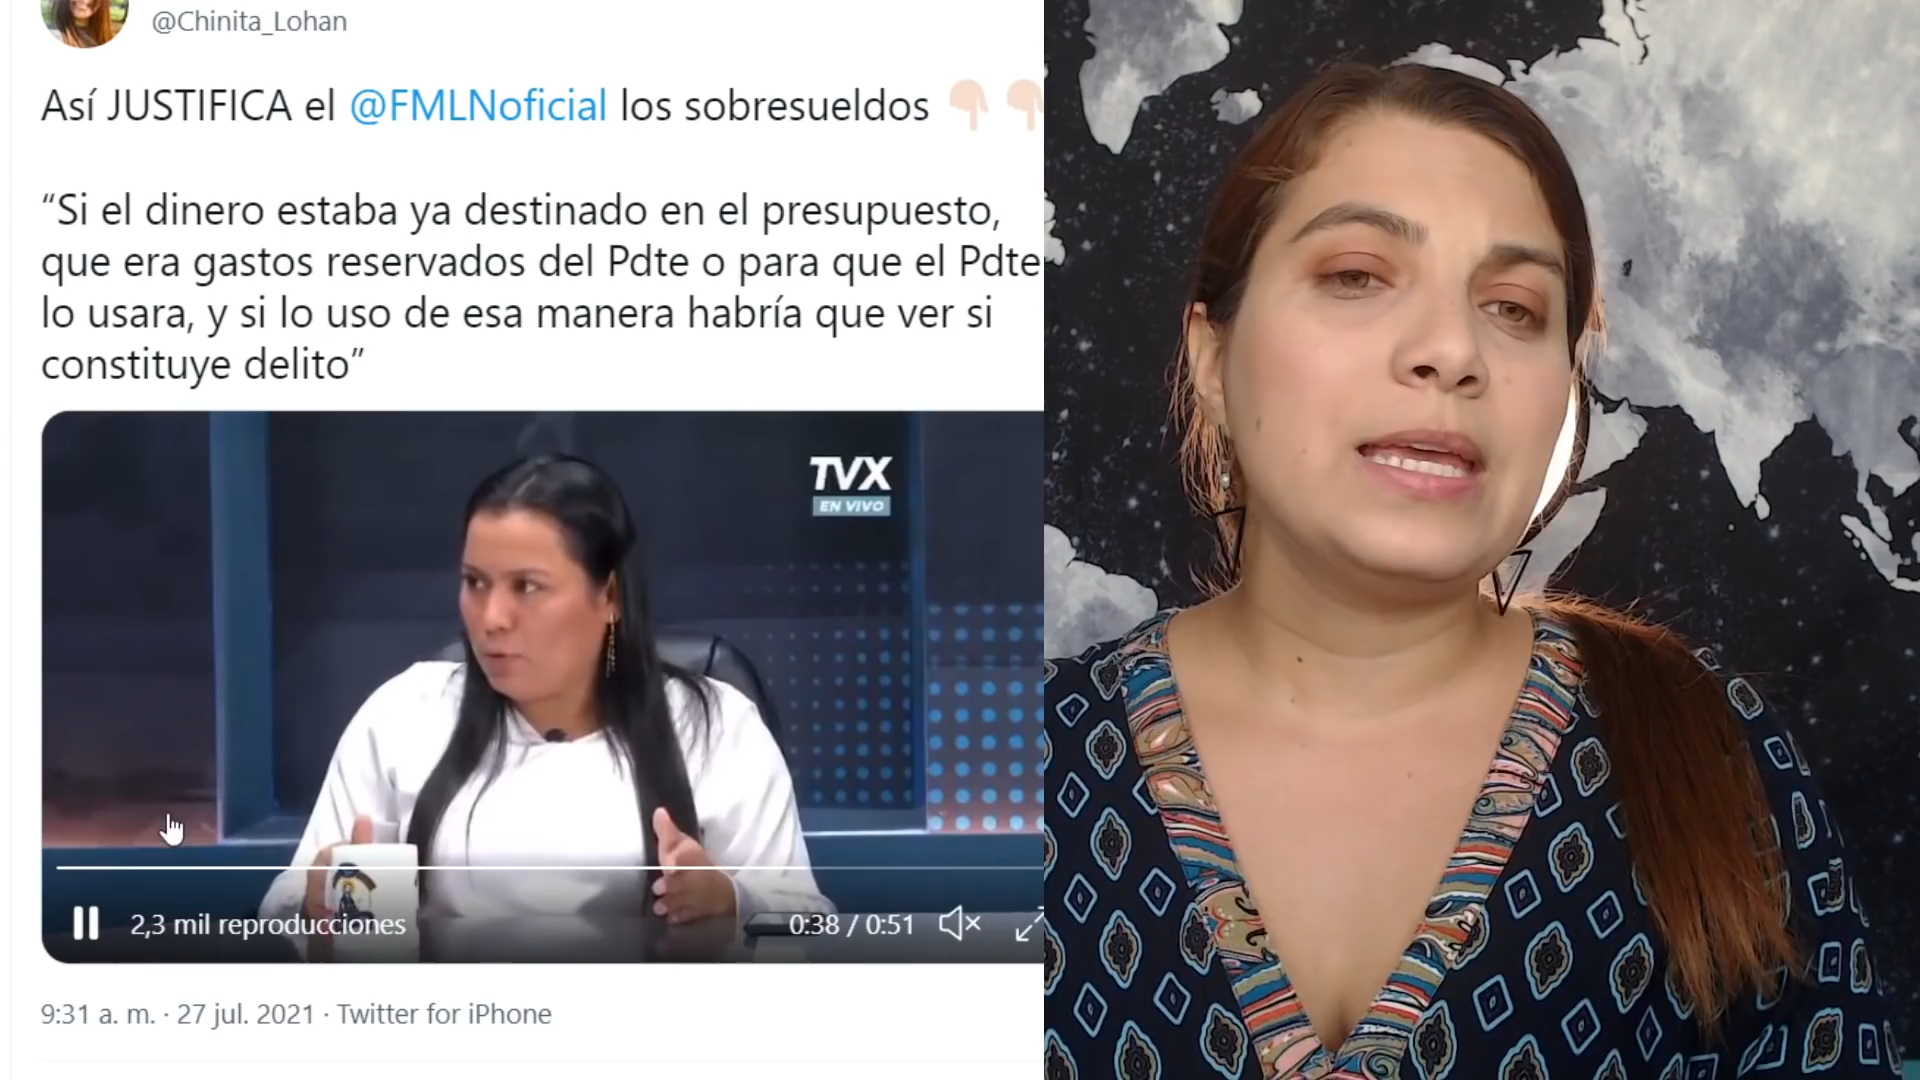 @Chinita_Lohan
Así JUSTIFICA el @FMLNoficial los sobresueldos
“Si el dinero estaba ya destinado en el presupuesto,
que era gastos reservados del Pdte o para que el Pdte
lo usara, y si lo uso de esa manera habría que ver si
constituye delito”
TVX
EN VIVO
2,3 mil reproducciones
0:38 / 0:51
9:31 a. m. · 27 jul. 2021 · Twitter for iPhone